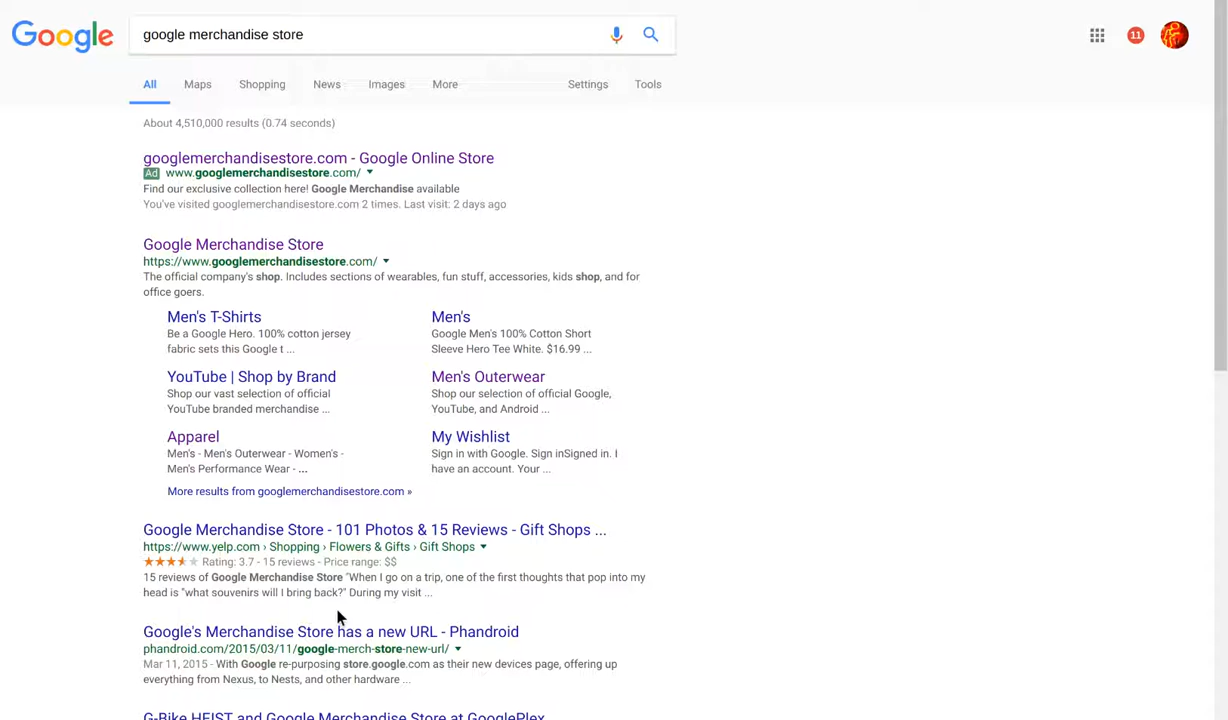 Google
google merchandise store
11
All Maps Shopping News Images More Settings Tools
About 4,510,000 results (0.74 seconds)
googlemerchandisestore.com - Google Online Store
Ad www.googlemerchandisestore.com/
Find our exclusive collection here! Google Merchandise available
You've visited googlemerchandisestore.com 2 times. Last visit: 2 days ago
Google Merchandise Store
https://www.googlemerchandisestore.com/
The official company's shop. Includes sections of wearables, fun stuff, accessories, kids shop, and for
office goers.
Men's T-Shirts
Be a Google Hero. 100% cotton jersey
fabric sets this Google t ...
Men's
Google Men's 100% Cotton Short
Sleeve Hero Tee White. $16.99 ...
YouTube | Shop by Brand
Shop our vast selection of official
YouTube branded merchandise ...
Men's Outerwear
Shop our selection of official Google,
YouTube, and Android ...
Apparel
Men's - Men's Outerwear - Women's -
Men's Performance Wear - ...
My Wishlist
Sign in with Google. Sign inSigned in. I
have an account. Your ...
More results from googlemerchandisestore.com »
Google Merchandise Store - 101 Photos & 15 Reviews - Gift Shops ...
https://www.yelp.com › Shopping › Flowers & Gifts › Gift Shops
Rating: 3.7 - 15 reviews - Price range: $$
15 reviews of Google Merchandise Store "When I go on a trip, one of the first thoughts that pop into my
head is "what souvenirs will I bring back?" During my visit ...
Google's Merchandise Store has a new URL - Phandroid
phandroid.com/2015/03/11/google-merch-store-new-url/
Mar 11, 2015 - With Google re-purposing store.google.com as their new devices page, offering up
everything from Nexus, to Nests, and other hardware ...
G-Bike HEIST and Google Merchandise Store at GooglePlex